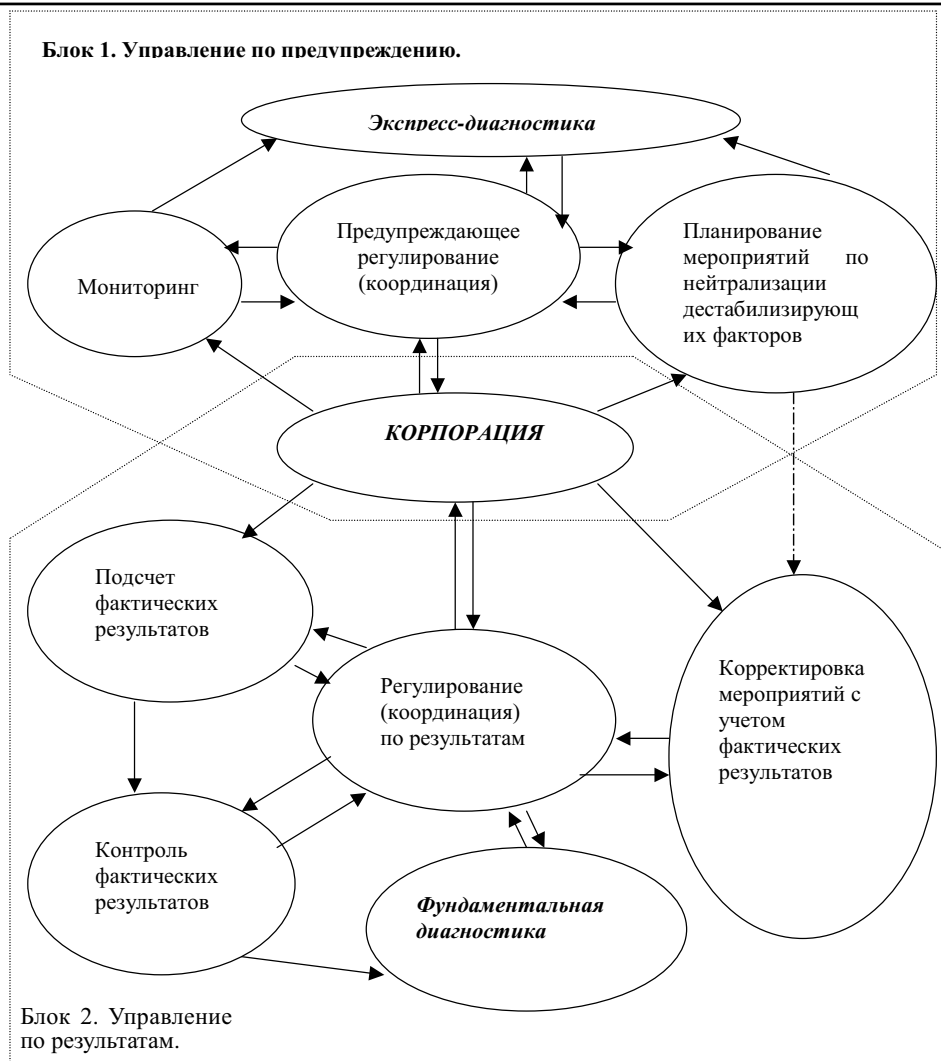 Блок 1. Управление по предупреждению.
Экспресс-диагностика
Предупреждающее
регулирование
(координация)
Планирование
мероприятий по
нейтрализации
дестабилизирующ
их факторов
Мониторинг
КОРПОРАЦИЯ
Подсчет
фактических
результатов
Регулирование
(координация)
по результатам
Корректировка
мероприятий с
учетом
фактических
результатов
Контроль
фактических
результатов
Фундаментальная
диагностика
Блок 2. Управление
по результатам.